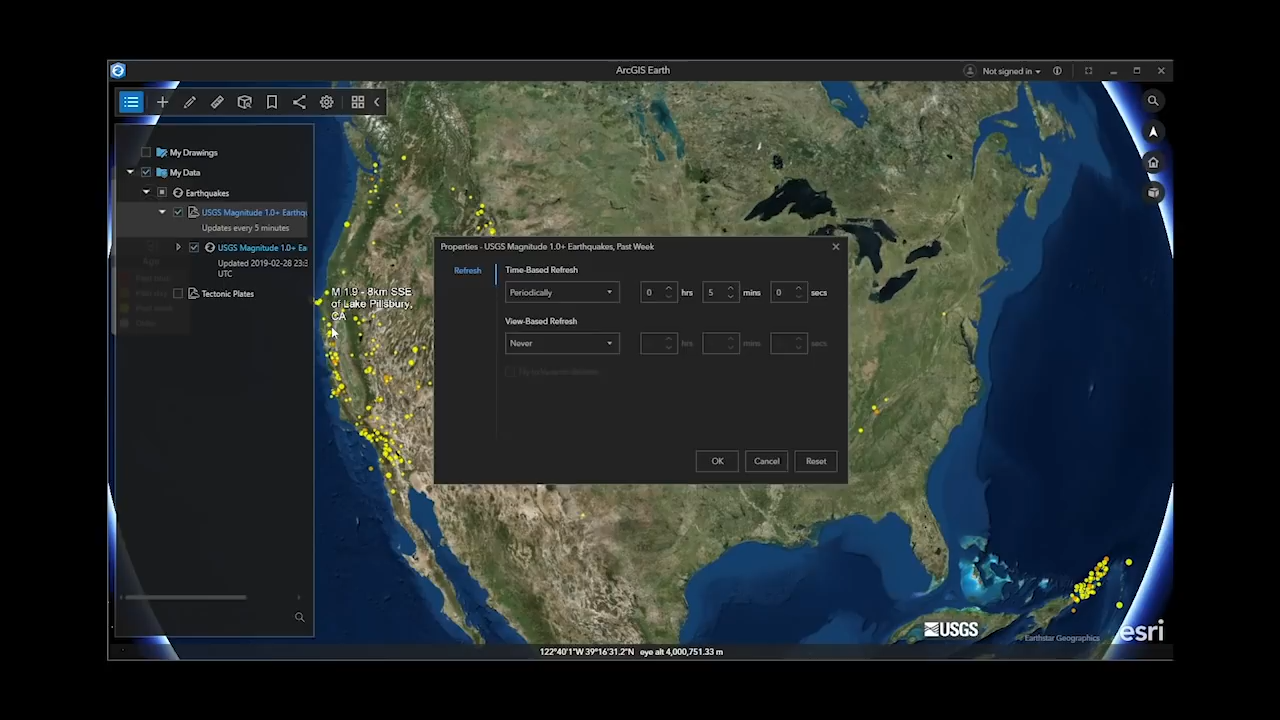 ArcGIS Earth
Not signed in
My Drawings
My Data
Earthquakes
USGS Magnitude 1.0+ Earthqu
Updates every 5 minutes
USGS Magnitude 1.0+ Ea
Updated 2019-02-28 23:3
UTC
Age
Tectonic Plates
M 1.9 - 8km SSE
of Lake Pillsbury,
CA
Properties - USGS Magnitude 1.0+ Earthquakes, Past Week
Refresh
Time-Based Refresh
Periodically
0 hrs 5 mins 0 secs
View-Based Refresh
Never
hrs mins secs
OK Cancel Reset
USGS
Earthstar Geographics
esri
122°40'1"W 39°16'31.2"N eye alt 4,000,751.33 m